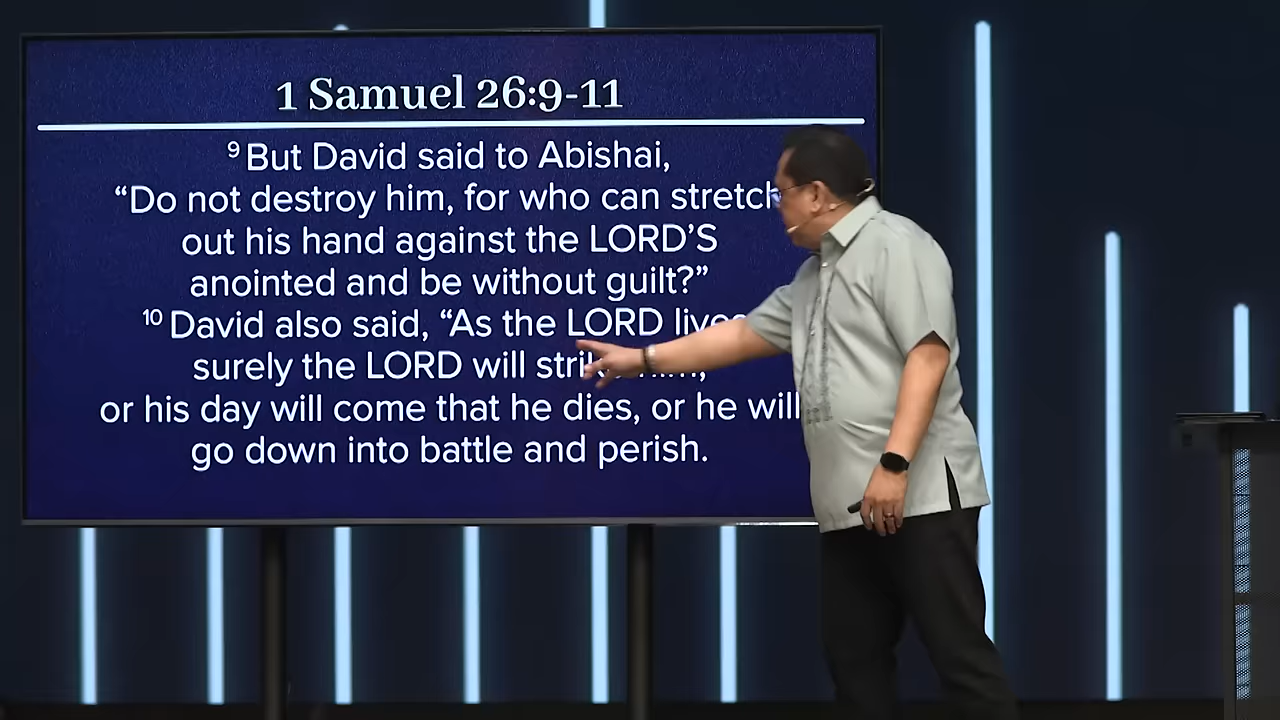 1 Samuel 26:9-11
⁹ But David said to Abishai,
“Do not destroy him, for who can stretch
out his hand against the LORD’S
anointed and be without guilt?”
¹⁰ David also said, “As the LORD lives
surely the LORD will strike him,
or his day will come that he dies, or he will
go down into battle and perish.